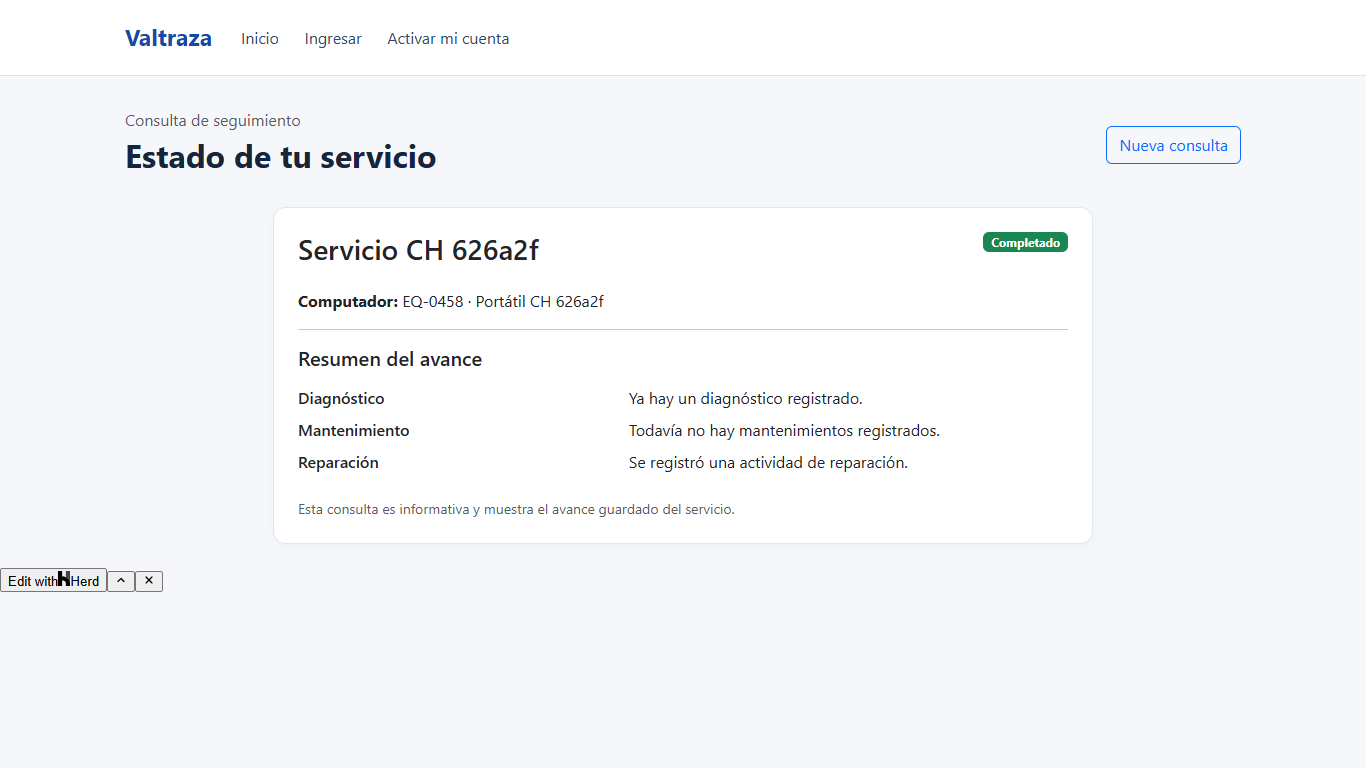 Valtraza Inicio Ingresar Activar mi cuenta
Consulta de seguimiento
Estado de tu servicio
Nueva consulta
Servicio CH 626a2f
Completado
Computador: EQ-0458 · Portátil CH 626a2f
Resumen del avance
Diagnóstico Ya hay un diagnóstico registrado.
Mantenimiento Todavía no hay mantenimientos registrados.
Reparación Se registró una actividad de reparación.
Esta consulta es informativa y muestra el avance guardado del servicio.
Edit with Herd